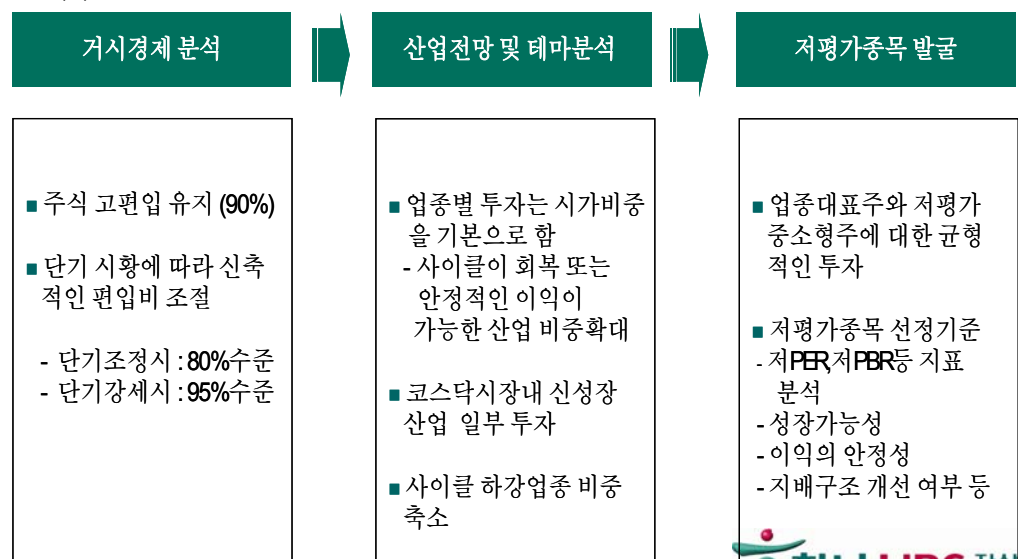 거시경제 분석
산업전망 및 테마분석
저평가종목 발굴
■ 주식 고편입 유지 (90%)
■ 단기 시황에 따라 신축
적인 편입비 조절
- 단기조정시 : 80%수준
- 단기강세시 : 95%수준
■ 업종별 투자는 시가비중
을 기본으로 함
- 사이클이 회복 또는
안정적인 이익이
가능한 산업 비중확대
■ 코스닥시장내 신성장
산업 일부 투자
■ 사이클 하강업종 비중
축소
■ 업종대표주와 저평가
중소형주에 대한 균형
적인 투자
■ 저평가종목 선정기준
- 저PER,저PBR등 지표
분석
- 성장가능성
- 이익의 안정성
- 지배구조 개선 여부 등